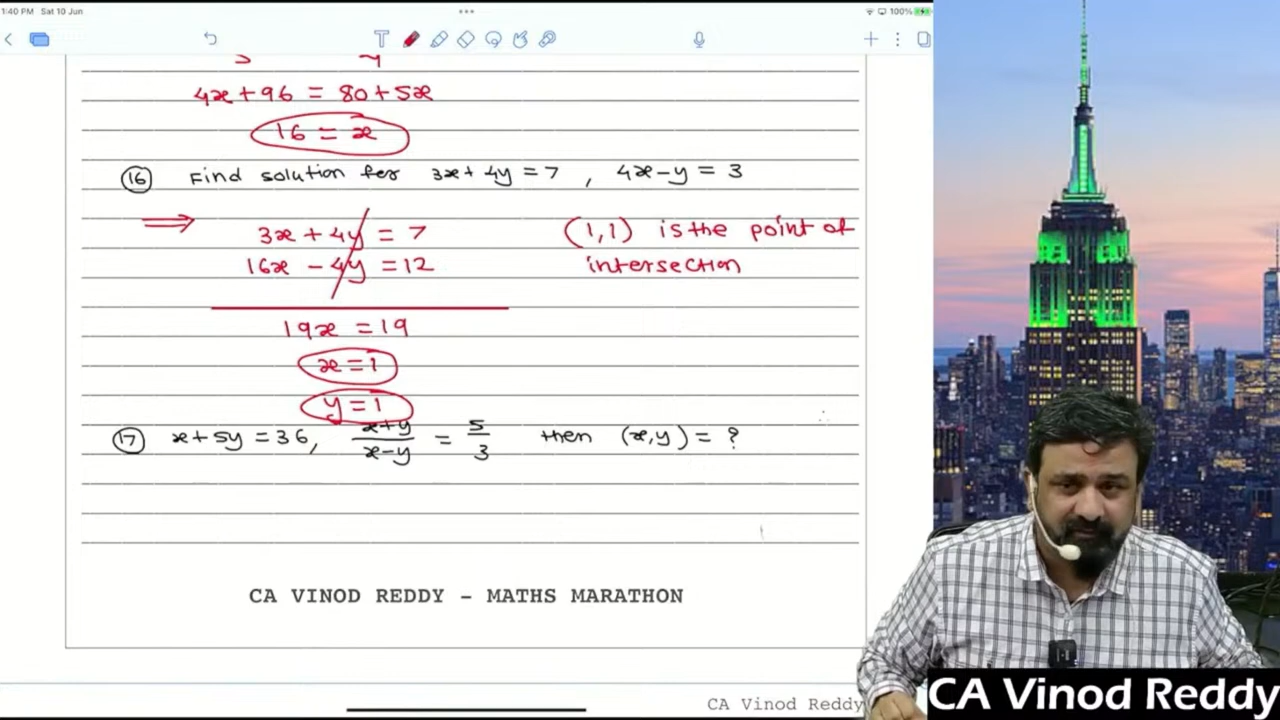 1:40 PM Sat 10 Jun
100%
4x + 96 = 80 + 5x
16 = x
16 Find solution for 3x + 4y = 7 , 4x - y = 3
⇒ 3x + 4y = 7
16x - 4y = 12
19x = 19
x = 1
y = 1
(1,1) is the point of
intersection
17 x + 5y = 36, x+y/x-y = 5/3 then (x,y) = ?
CA VINOD REDDY - MATHS MARATHON
CA Vinod Reddy
CA Vinod Reddy